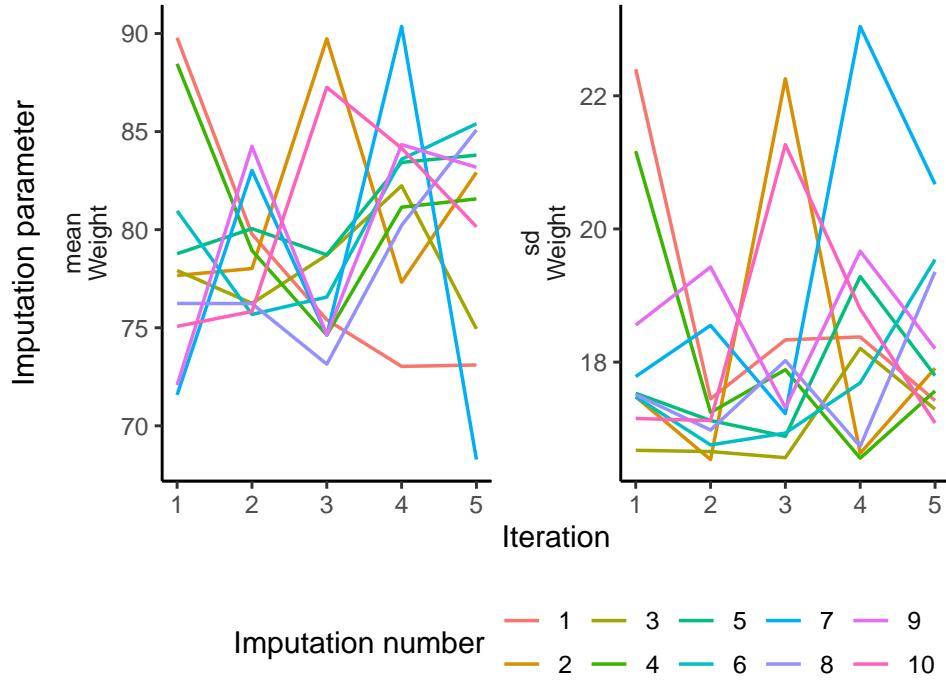 Imputation parameter
mean
Weight
90
85
80
75
70
1 2 3 4 5
sd
Weight
22
20
18
1 2 3 4 5
Iteration
Imputation number
1 3 5 7 9
2 4 6 8 10